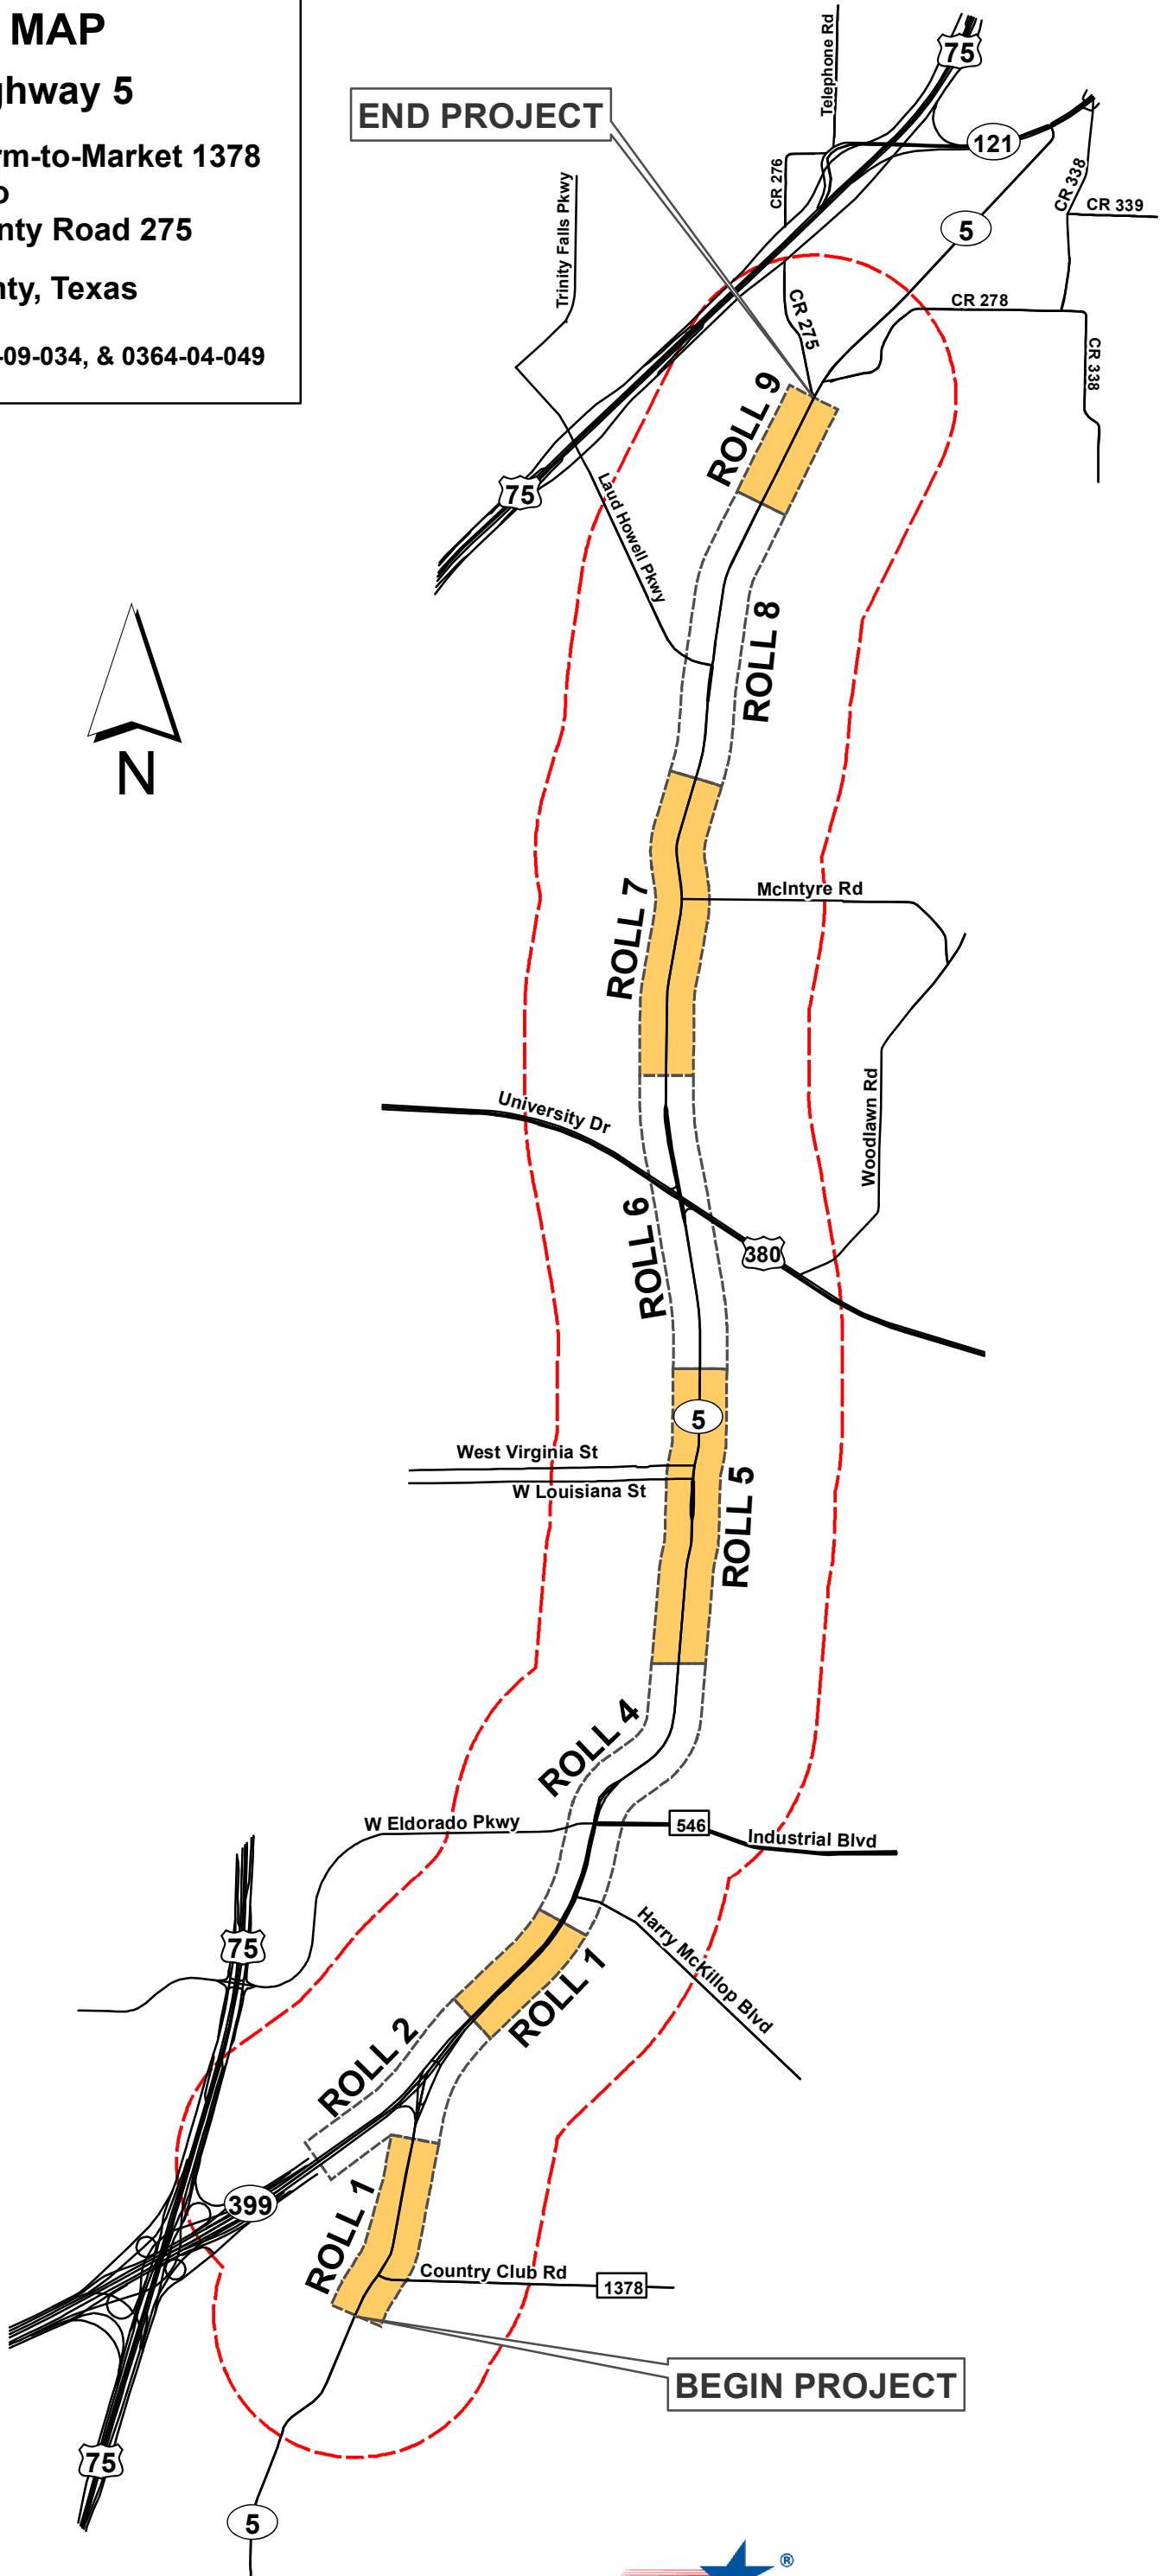 MAP
ghway 5
rm-to-Market 1378
o
nty Road 275
nty, Texas
-09-034, & 0364-04-049
END PROJECT
Telephone Rd
75
121
CR 276
CR 338
CR 339
5
Trinity Falls Pkwy
CR 275
CR 278
CR 338
ROLL 9
75
Laud Howell Pkwy
ROLL 8
N
ROLL 7
McIntyre Rd
University Dr
Woodlawn Rd
ROLL 6
380
5
West Virginia St
W Louisiana St
ROLL 5
ROLL 4
W Eldorado Pkwy
546
Industrial Blvd
75
Harry McKillop Blvd
ROLL 1
ROLL 2
399
ROLL 1
Country Club Rd
1378
BEGIN PROJECT
75
5
®